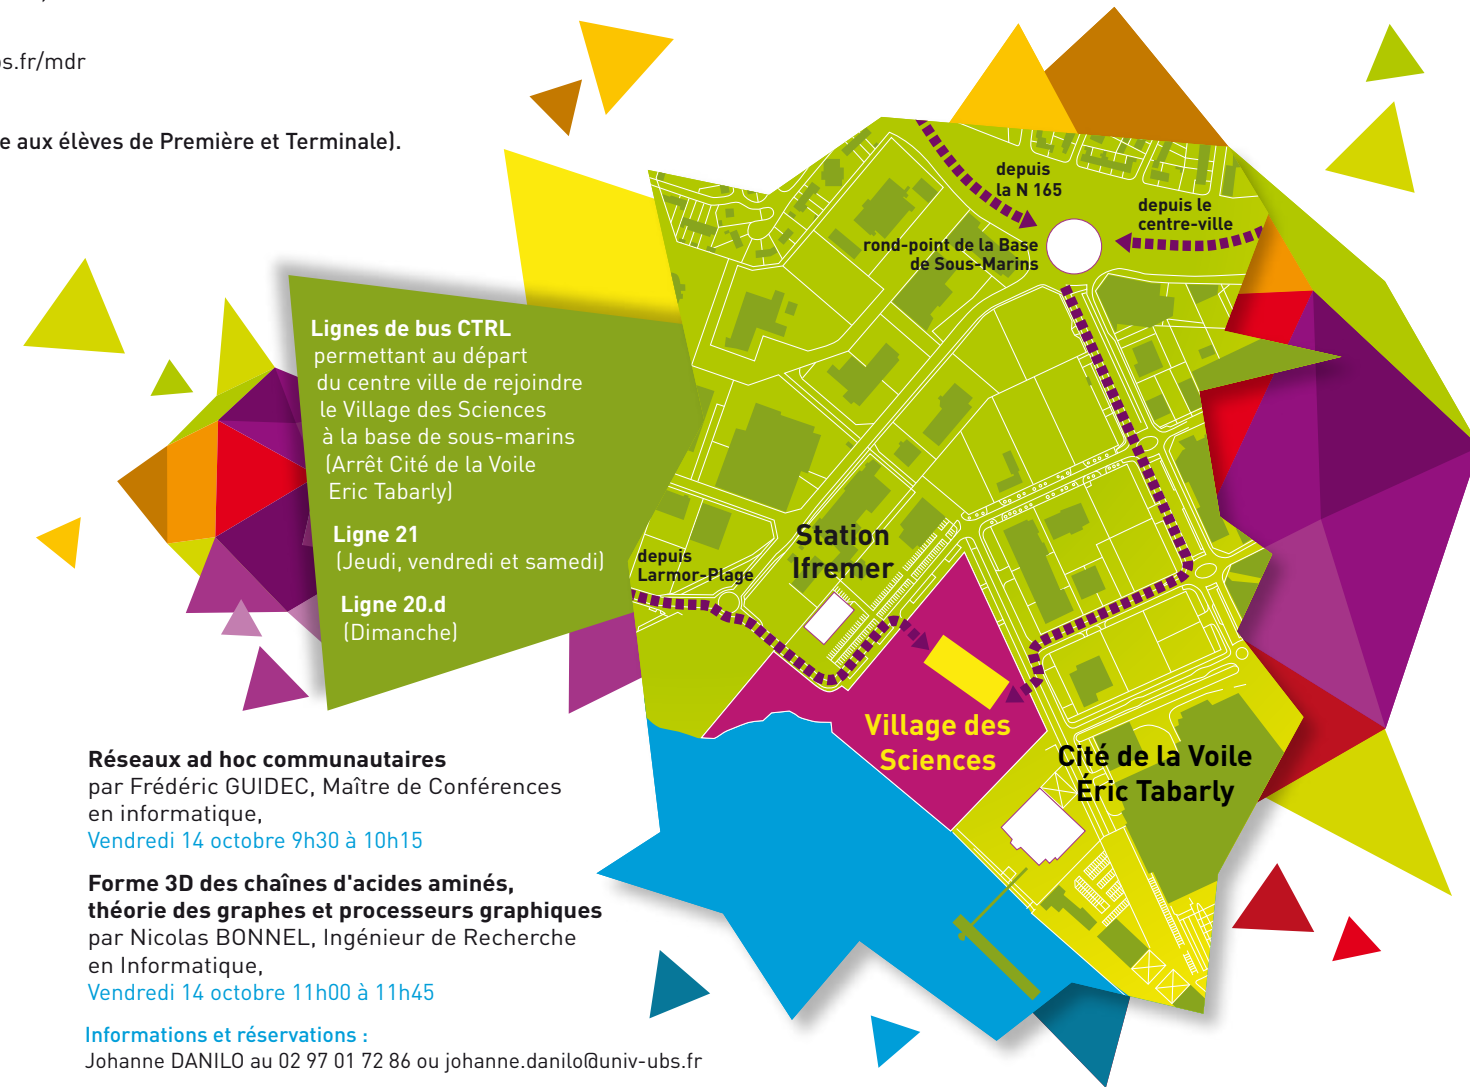 os.fr/mdr
e aux élèves de Première et Terminale).
depuis
la N 165
depuis le
centre-ville
rond-point de la Base
de Sous-Marins
Lignes de bus CTRL
permettant au départ
du centre ville de rejoindre
le Village des Sciences
à la base de sous-marins
(Arrêt Cité de la Voile
Eric Tabarly)
Ligne 21
(Jeudi, vendredi et samedi)
Ligne 20.d
(Dimanche)
depuis
Larmor-Plage
Station
Ifremer
Village des
Sciences
Cité de la Voile
Éric Tabarly
Réseaux ad hoc communautaires
par Frédéric GUIDEC, Maître de Conférences
en informatique,
Vendredi 14 octobre 9h30 à 10h15
Forme 3D des chaînes d'acides aminés,
théorie des graphes et processeurs graphiques
par Nicolas BONNEL, Ingénieur de Recherche
en Informatique,
Vendredi 14 octobre 11h00 à 11h45
Informations et réservations :
Johanne DANILO au 02 97 01 72 86 ou johanne.danilo@univ-ubs.fr